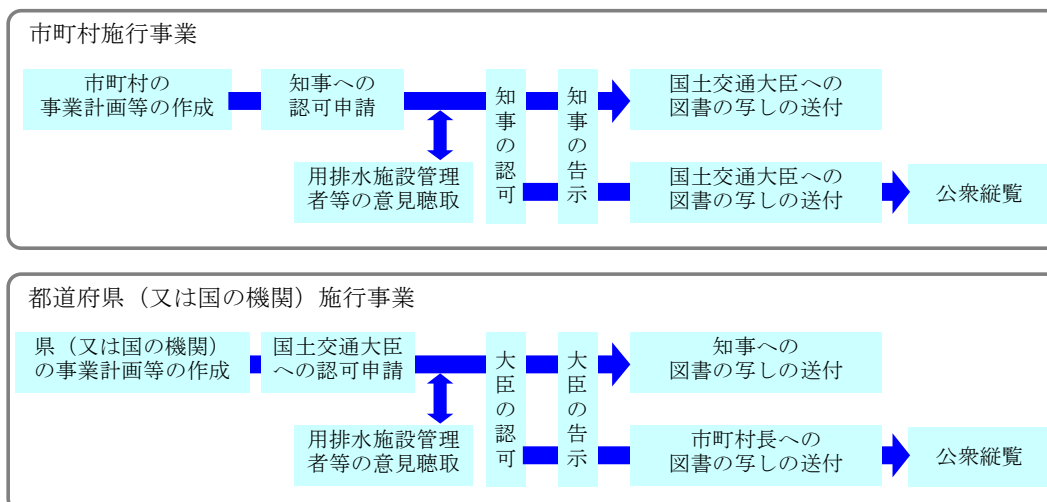 市町村施行事業
市町村の
事業計画等の作成
知事への
認可申請
用排水施設管理
者等の意見聴取
知事の認可
知事の告示
国土交通大臣への
図書の写しの送付
国土交通大臣への
図書の写しの送付
公衆縦覧
都道府県（又は国の機関）施行事業
県（又は国の機関）
の事業計画等の作成
国土交通大臣
への認可申請
用排水施設管理
者等の意見聴取
大臣の認可
大臣の告示
知事への
図書の写しの送付
市町村長への
図書の写しの送付
公衆縦覧